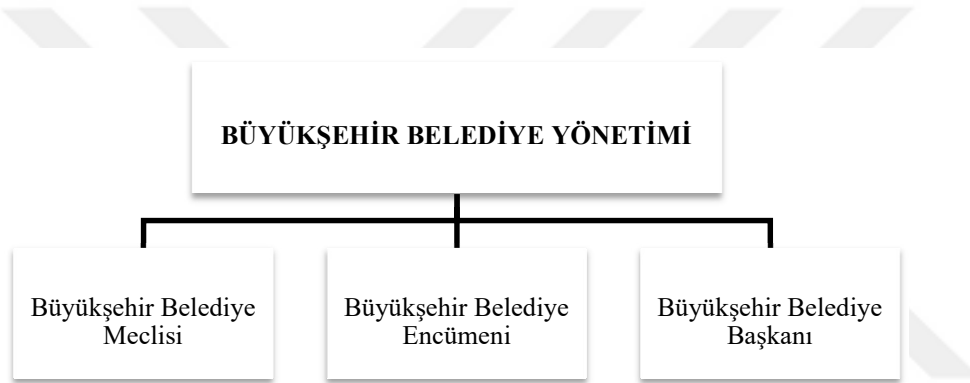 BÜYÜKŞEHİR BELEDİYE YÖNETİMİ
Büyükşehir Belediye
Meclisi
Büyükşehir Belediye
Encümeni
Büyükşehir Belediye
Başkanı